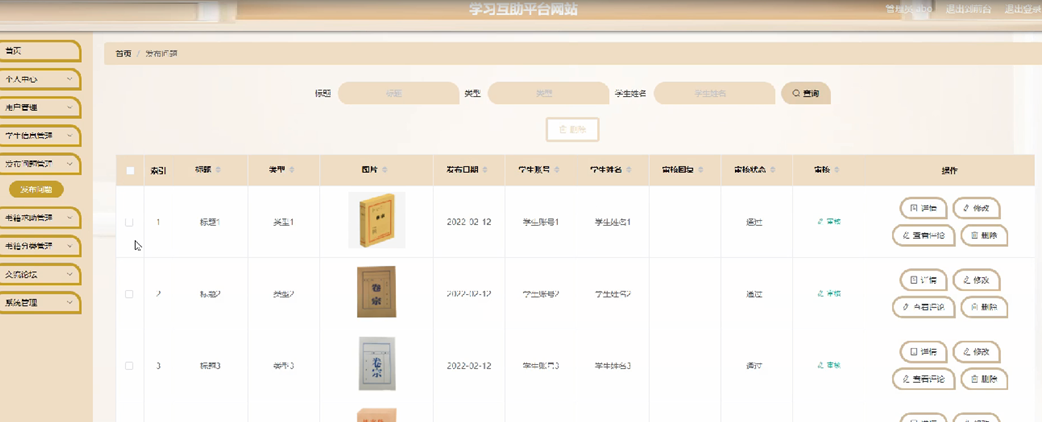 学习互助平台网站
管理员 abo 退出到前台 退出登录
首页
个人中心
用户管理
学生信息管理
发布问题管理
发布问题
书籍求助管理
书籍分类管理
交流论坛
系统管理
首页 / 发布问题
标题 标题 类型 类型 学生姓名 学生姓名 查询
删除
索引 标题 类型 图片 发布日期 学生账号 学生姓名 审核回复 审核状态 审核 操作
1 标题1 类型1 2022-02-12 学生账号1 学生姓名1 通过 审核 详情 修改
查看评论 删除
2 标题2 类型2 卷宗 2022-02-12 学生账号2 学生姓名2 通过 审核 详情 修改
查看评论 删除
3 标题3 类型3 卷宗 2022-02-12 学生账号3 学生姓名3 通过 审核 详情 修改
查看评论 删除